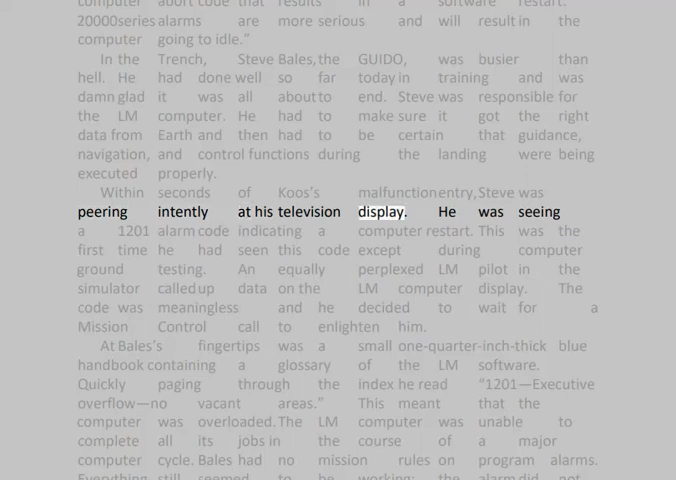 computer abort code that results in a software restart.
20000series alarms are more serious and will result in the
computer going to idle.”
In the Trench, Steve Bales, the GUIDO, was busier than
hell. He had done well so far today in training and was
damn glad it was all about to end. Steve was responsible for
the LM computer. He had to make sure it got the right
data from Earth and then had to be certain that guidance,
navigation, and control functions during the landing were being
executed properly.
Within seconds of Koos’s malfunction entry, Steve was
peering intently at his television display. He was seeing
a 1201 alarm code indicating a computer restart. This was the
first time he had seen this code except during computer
ground testing. An equally perplexed LM pilot in the
simulator called up data on the LM computer display. The
code was meaningless and he decided to wait for a
Mission Control call to enlighten him.
At Bales’s fingertips was a small one-quarter-inch-thick blue
handbook containing a glossary of the LM software.
Quickly paging through the index he read “1201—Executive
overflow—no vacant areas.” This meant that the
computer was overloaded. The LM computer was unable to
complete all its jobs in the course of a major
computer cycle. Bales had no mission rules on program alarms.
Everything still seemed to be working; the alarm did not